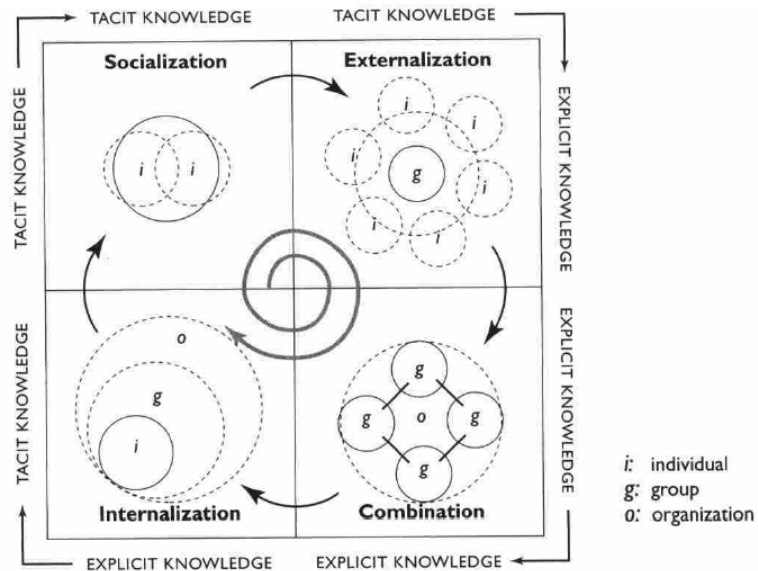 TACIT KNOWLEDGE
TACIT KNOWLEDGE
Socialization
Externalization
TACIT KNOWLEDGE
EXPLICIT KNOWLEDGE
i
i
i
i
i
i
i
i
g
TACIT KNOWLEDGE
EXPLICIT KNOWLEDGE
o
g
i
g
g
o
g
g
Internalization
Combination
EXPLICIT KNOWLEDGE
EXPLICIT KNOWLEDGE
i: individual
g: group
o: organization